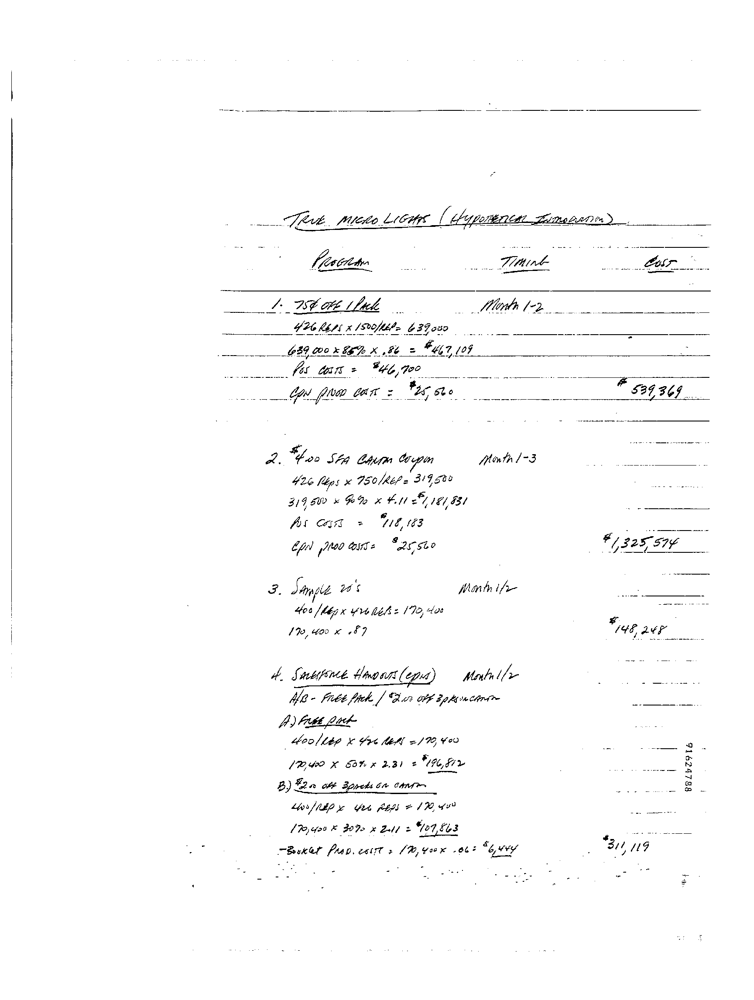 TRUE MICRO LIGHTS (HYPOTHETICAL INTRODUCTION)
PROGRAM TIMING COST
1. 75¢ OFF 1 Pack Month 1-2
426 REPS x 1500/REP = 639,000
639,000 x 85% x .86 = $467,109
POS COSTS = $46,700
CPN PROD COSTS = $25,560 $539,369
2. $4.00 SFA CARTON COUPON Month 1-3
426 Reps x 750/REP = 319,500
319,500 x 90% x 4.11 = $1,181,831
POS COSTS = $118,183
CPN PROD COSTS = $25,560 $1,325,574
3. SAMPLE 20's Month 1/2
400/Rep x 426 REPS = 170,400
170,400 x .87 $148,248
4. SALESFORCE HANDOUTS (CPNS) Month 1/2
A/B - FREE PACK / $2.00 OFF 3 packs or carton
A.) FREE pack
400/REP x 426 REPS = 170,400
170,400 x 50% x 2.31 = $196,812
B.) $2.00 off 3 packs or carton
400/REP x 426 REPS = 170,400
170,400 x 30% x 2.11 = $107,863
- BOOKLET PROD. COSTS = 170,400 x .06 = $6,444 $311,119
91624788